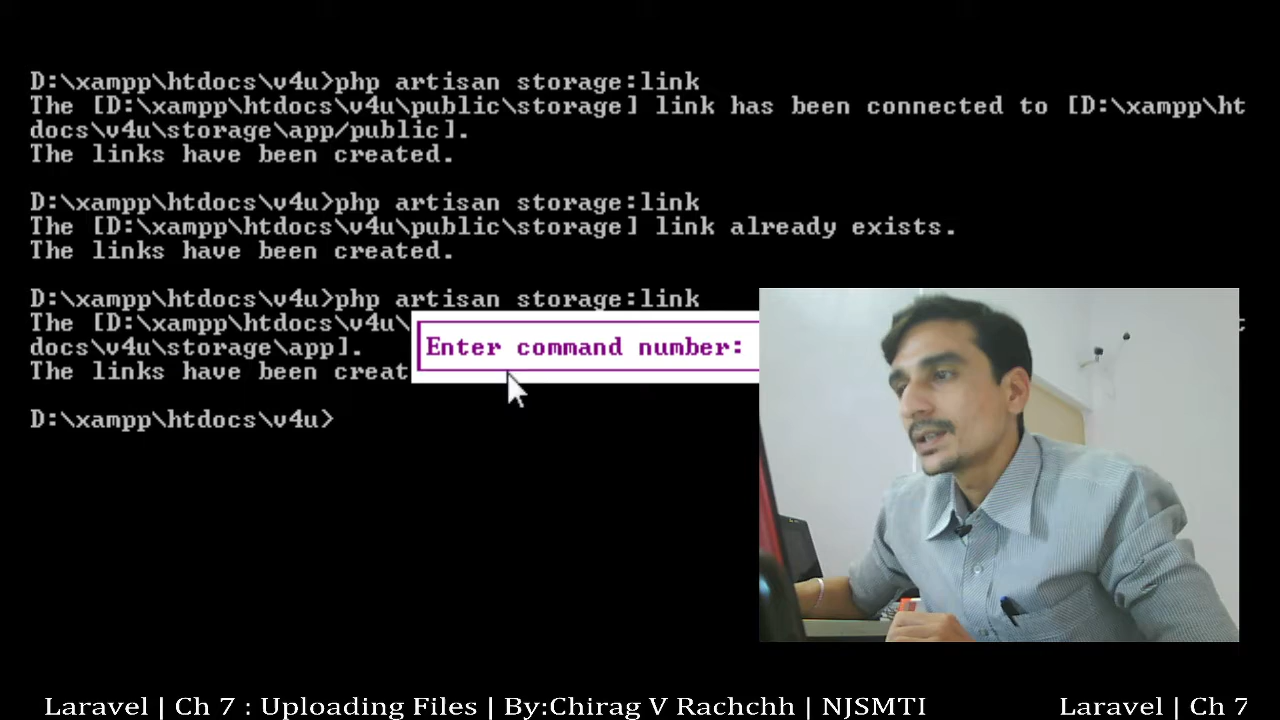 D:\xampp\htdocs\v4u>php artisan storage:link
The [D:\xampp\htdocs\v4u\public\storage] link has been connected to [D:\xampp\ht
docs\v4u\storage\app/public].
The links have been created.
D:\xampp\htdocs\v4u>php artisan storage:link
The [D:\xampp\htdocs\v4u\public\storage] link already exists.
The links have been created.
D:\xampp\htdocs\v4u>php artisan storage:link
The [D:\xampp\htdocs\v4u\
docs\v4u\storage\app].
The links have been creat
Enter command number:
D:\xampp\htdocs\v4u>
Laravel | Ch 7 : Uploading Files | By:Chirag V Rachchh | NJSMTI
Laravel | Ch 7